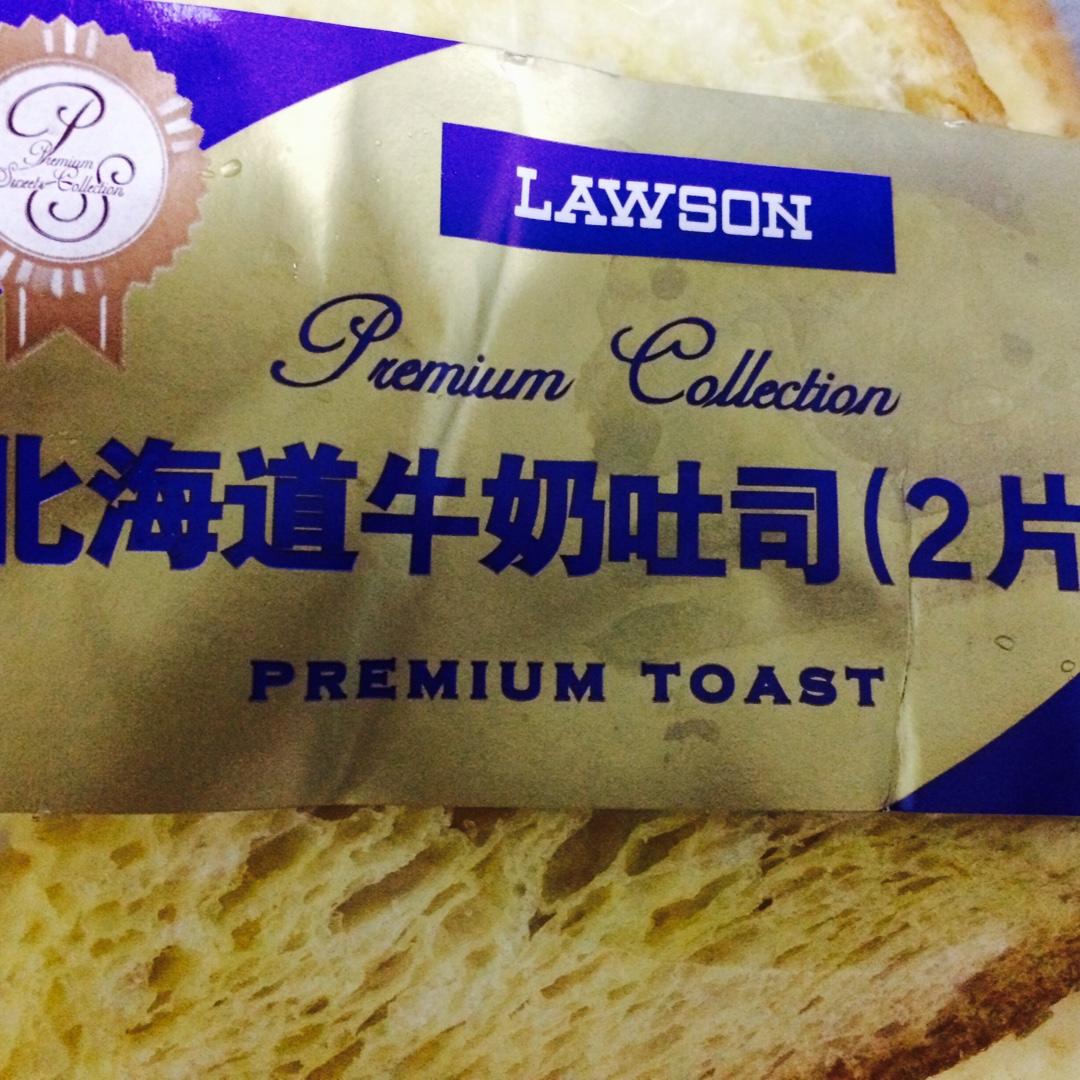 P
Premium
Sweets Collection
S
LAWSON
Premium Collection
北海道牛奶吐司(2片
PREMIUM TOAST